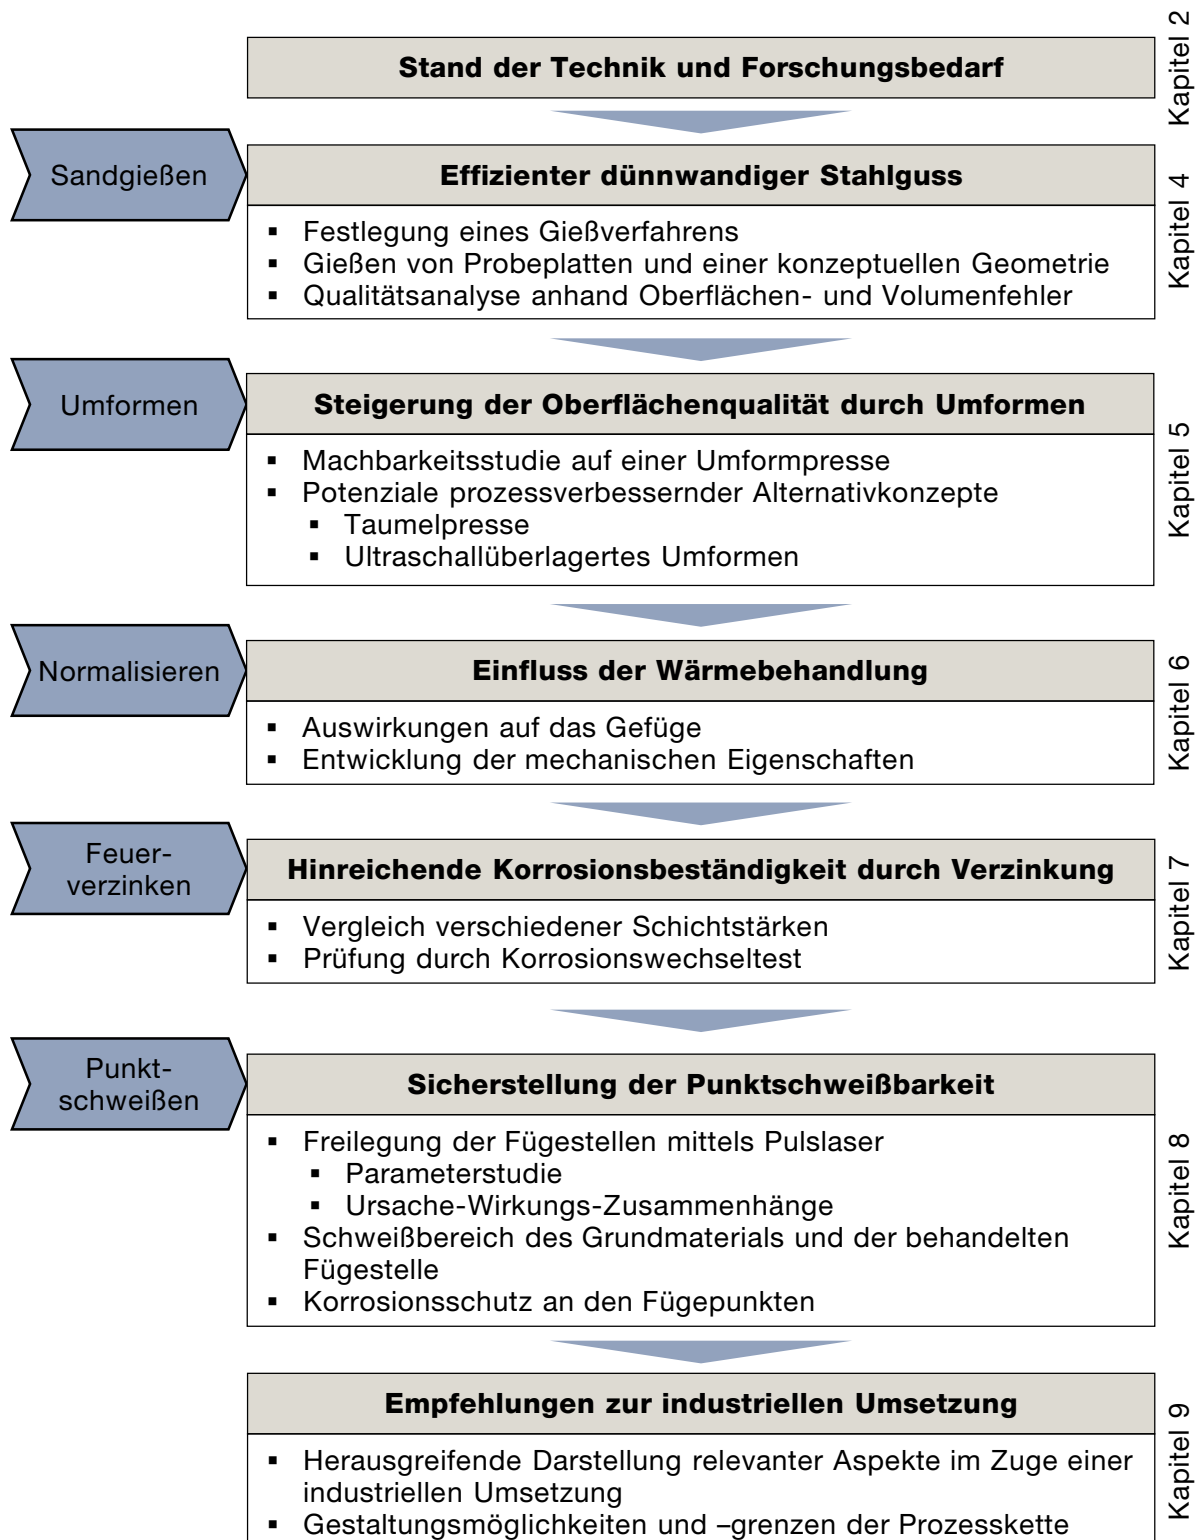 Stand der Technik und Forschungsbedarf
Kapitel 2
Sandgießen
Effizienter dünnwandiger Stahlguss
▪ Festlegung eines Gießverfahrens
▪ Gießen von Probeplatten und einer konzeptuellen Geometrie
▪ Qualitätsanalyse anhand Oberflächen- und Volumenfehler
Kapitel 4
Umformen
Steigerung der Oberflächenqualität durch Umformen
▪ Machbarkeitsstudie auf einer Umformpresse
▪ Potenziale prozessverbessernder Alternativkonzepte
▪ Taumelpresse
▪ Ultraschallüberlagertes Umformen
Kapitel 5
Normalisieren
Einfluss der Wärmebehandlung
▪ Auswirkungen auf das Gefüge
▪ Entwicklung der mechanischen Eigenschaften
Kapitel 6
Feuer-
verzinken
Hinreichende Korrosionsbeständigkeit durch Verzinkung
▪ Vergleich verschiedener Schichtstärken
▪ Prüfung durch Korrosionswechseltest
Kapitel 7
Punkt-
schweißen
Sicherstellung der Punktschweißbarkeit
▪ Freilegung der Fügestellen mittels Pulslaser
▪ Parameterstudie
▪ Ursache-Wirkungs-Zusammenhänge
▪ Schweißbereich des Grundmaterials und der behandelten
Fügestelle
▪ Korrosionsschutz an den Fügepunkten
Kapitel 8
Empfehlungen zur industriellen Umsetzung
▪ Herausgreifende Darstellung relevanter Aspekte im Zuge einer
industriellen Umsetzung
▪ Gestaltungsmöglichkeiten und –grenzen der Prozesskette
Kapitel 9